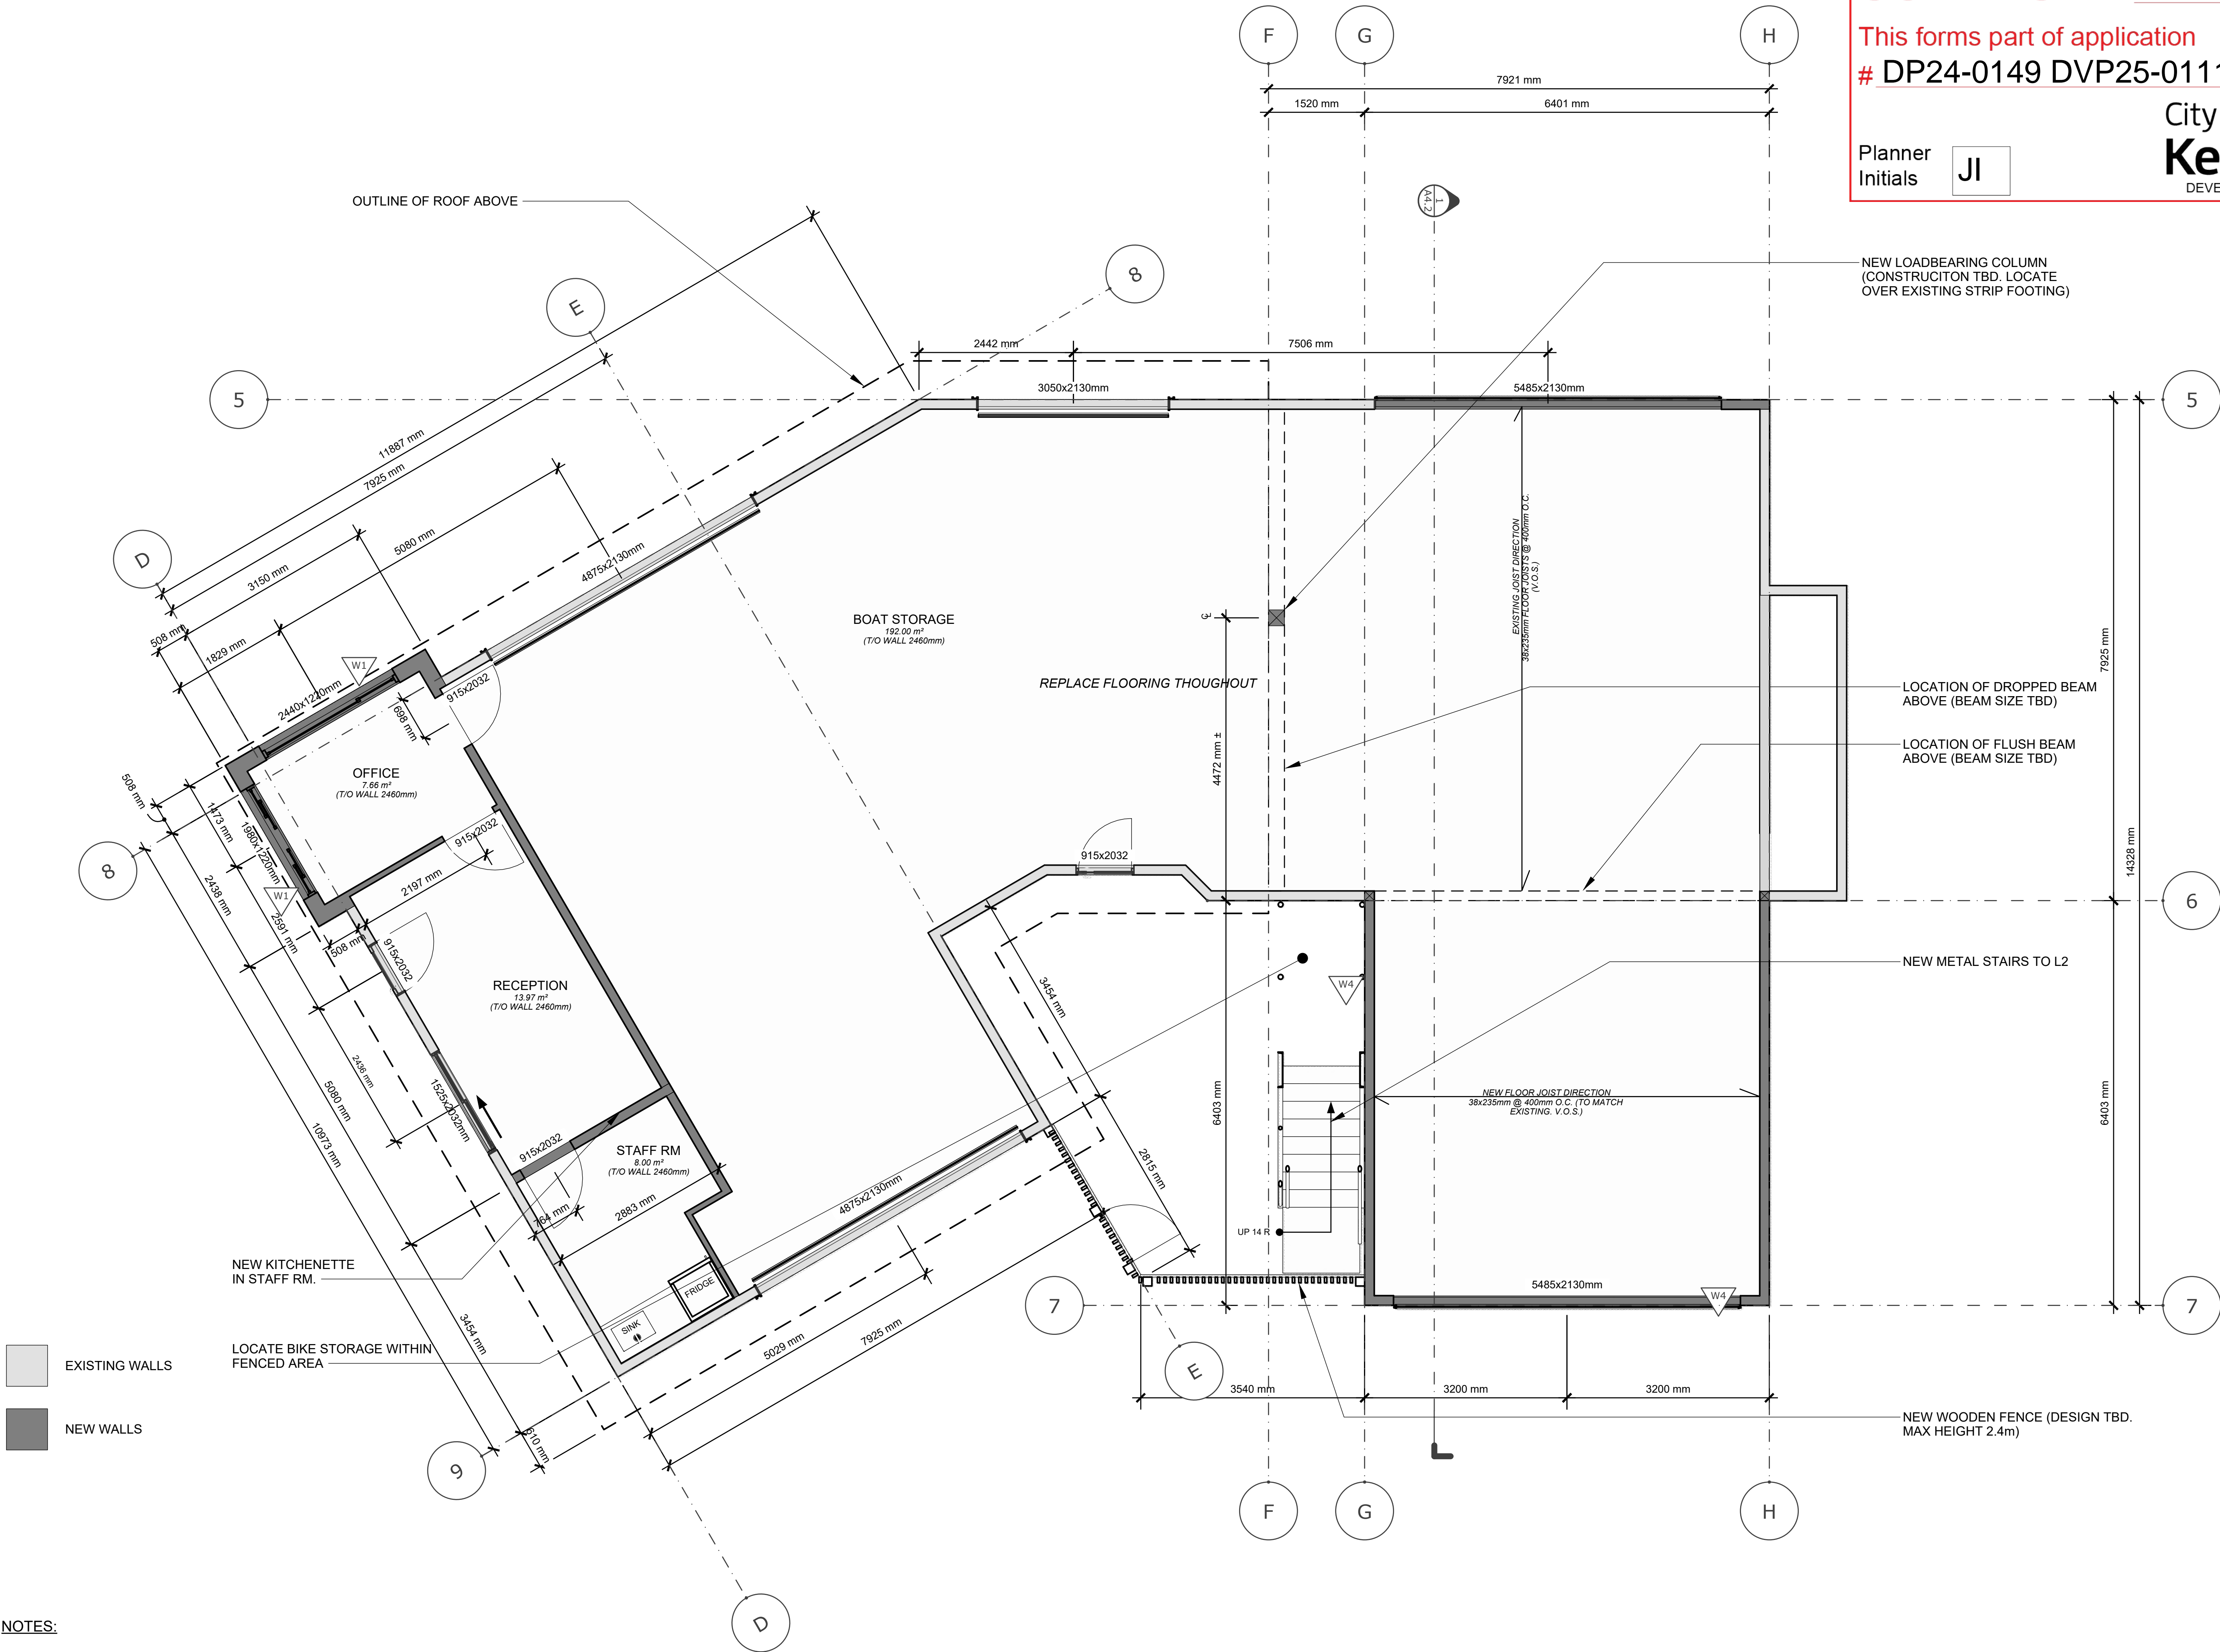 This forms part of application
# DP24-0149 DVP25-0111
City
Ke
DEVE
Planner
Initials
JI
F
G
H
7921 mm
1520 mm
6401 mm
1
A4.2
OUTLINE OF ROOF ABOVE
NEW LOADBEARING COLUMN
(CONSTRUCITON TBD. LOCATE
OVER EXISTING STRIP FOOTING)
E
8
2442 mm
7506 mm
3050x2130mm
5485x2130mm
5
5
11887 mm
7925 mm
5080 mm
3150 mm
508 mm
1829 mm
D
4875x2130mm
EXISTING JOIST DIRECTION
38x235mm FLOOR JOISTS @ 400mm O.C.
(V.O.S.)
BOAT STORAGE
192.00 m²
(T/O WALL 2460mm)
REPLACE FLOORING THOUGHOUT
7925 mm
14328 mm
W1
2440x1220mm
915x2032
698 mm
LOCATION OF DROPPED BEAM
ABOVE (BEAM SIZE TBD)
LOCATION OF FLUSH BEAM
ABOVE (BEAM SIZE TBD)
4472 mm ±
OFFICE
7.66 m²
(T/O WALL 2460mm)
508 mm
1473 mm
1980x1220mm
915x2032
915x2032
8
2438 mm
W1
2197 mm
2591 mm
508 mm
915x2032
6
NEW METAL STAIRS TO L2
W4
3454 mm
RECEPTION
13.97 m²
(T/O WALL 2460mm)
2436 mm
5080 mm
10973 mm
1525x2032mm
6403 mm
6403 mm
NEW FLOOR JOIST DIRECTION
38x235mm @ 400mm O.C. (TO MATCH
EXISTING. V.O.S.)
915x2032
STAFF RM
8.00 m²
(T/O WALL 2460mm)
2815 mm
4875x2130mm
764 mm
2883 mm
UP 14 R
NEW KITCHENETTE
IN STAFF RM.
FRIDGE
SINK
5485x2130mm
W4
7
7
LOCATE BIKE STORAGE WITHIN
FENCED AREA
EXISTING WALLS
NEW WALLS
3454 mm
5029 mm
7925 mm
E
3540 mm
3200 mm
3200 mm
NEW WOODEN FENCE (DESIGN TBD.
MAX HEIGHT 2.4m)
610 mm
9
F
G
H
D
NOTES: